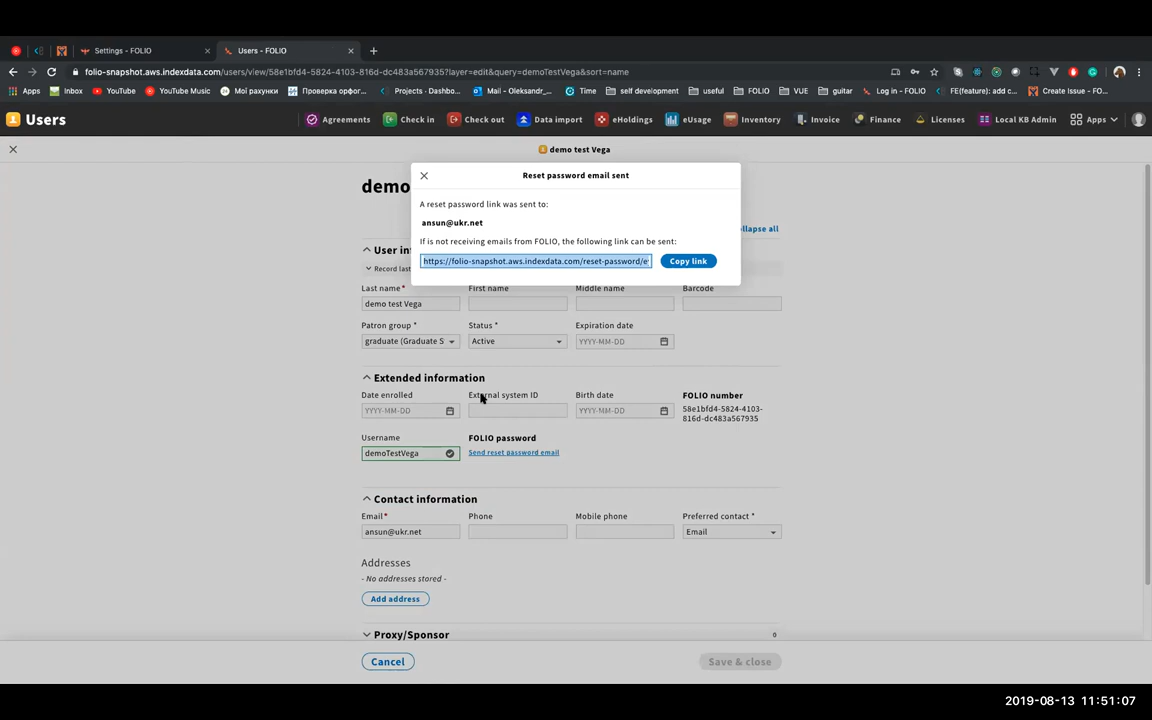 Settings - FOLIO
Users - FOLIO
folio-snapshot.aws.indexdata.com/users/view/58e1bfd4-5824-4103-816d-dc483a567935?layer=edit&query=demoTestVega&sort=name
Apps Inbox YouTube YouTube Music Мої рахунки Проверка орфог... Projects - Dashbo... Mail - Oleksandr_... Time self development useful FOLIO VUE guitar Log in - FOLIO FE(feature): add c... Create Issue - FO...
Users Agreements Check in Check out Data import eHoldings eUsage Inventory Invoice Finance Licenses Local KB Admin Apps
demo test Vega
demo
Reset password email sent
A reset password link was sent to:
ansun@ukr.net
If is not receiving emails from FOLIO, the following link can be sent:
https://folio-snapshot.aws.indexdata.com/reset-password/e
Copy link
ollapse all
User in
Record last
Last name * First name Middle name Barcode
demo test Vega
Patron group * Status * Expiration date
graduate (Graduate S Active YYYY-MM-DD
Extended information
Date enrolled External system ID Birth date FOLIO number
YYYY-MM-DD YYYY-MM-DD 58e1bfd4-5824-4103-
816d-dc483a567935
Username FOLIO password
demoTestVega Send reset password email
Contact information
Email * Phone Mobile phone Preferred contact *
ansun@ukr.net Email
Addresses
- No addresses stored -
Add address
Proxy/Sponsor 0
Cancel Save & close
2019-08-13 11:51:07